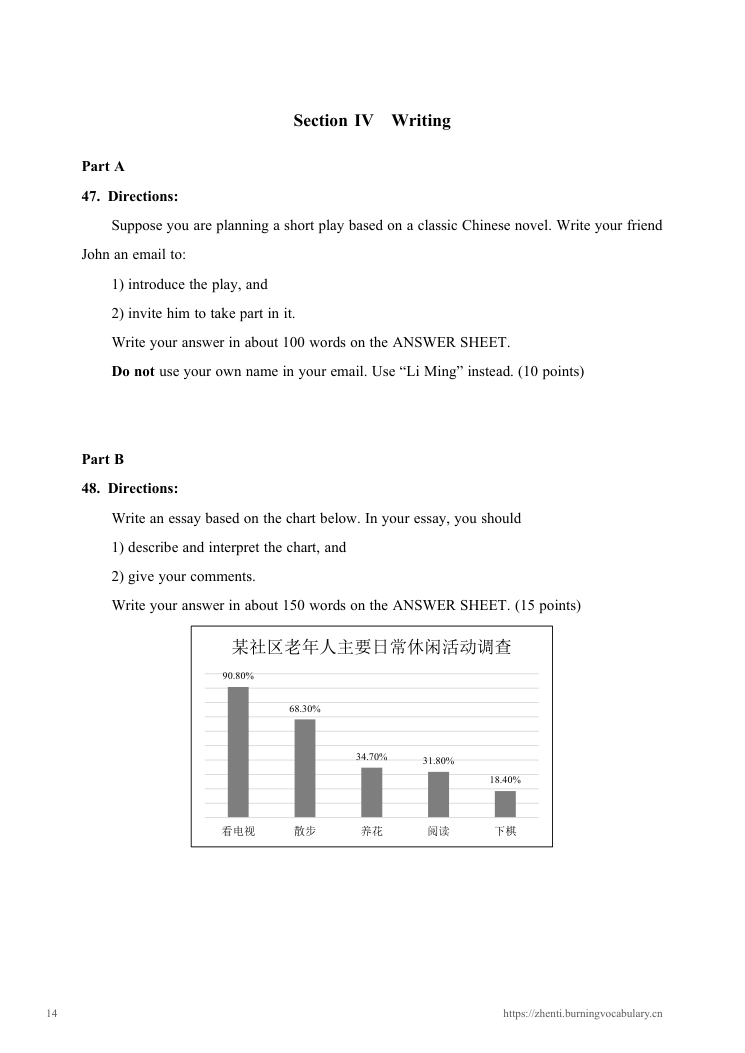 Section IV Writing
Part A
47. Directions:
Suppose you are planning a short play based on a classic Chinese novel. Write your friend
John an email to:
1) introduce the play, and
2) invite him to take part in it.
Write your answer in about 100 words on the ANSWER SHEET.
Do not use your own name in your email. Use “Li Ming” instead. (10 points)
Part B
48. Directions:
Write an essay based on the chart below. In your essay, you should
1) describe and interpret the chart, and
2) give your comments.
Write your answer in about 150 words on the ANSWER SHEET. (15 points)
某社区老年人主要日常休闲活动调查
90.80%
68.30%
34.70%
31.80%
18.40%
看电视 散步 养花 阅读 下棋
14 https://zhenti.burningvocabulary.cn